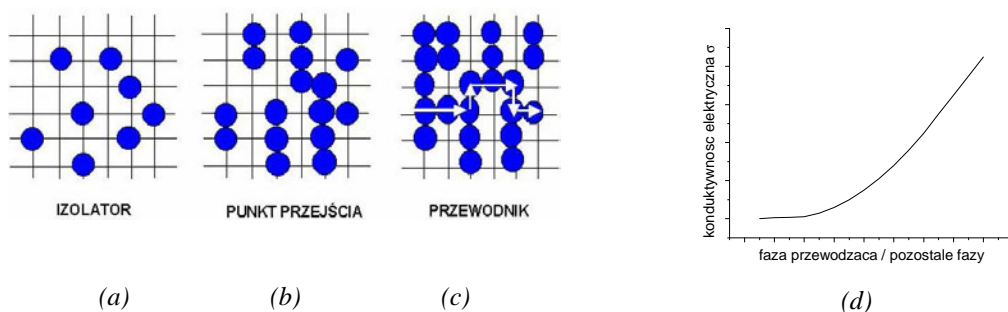 IZOLATOR
PUNKT PRZEJŚCIA
PRZEWODNIK
konduktywnosc elektryczna σ
faza przewodzaca / pozostale fazy
(a)
(b)
(c)
(d)